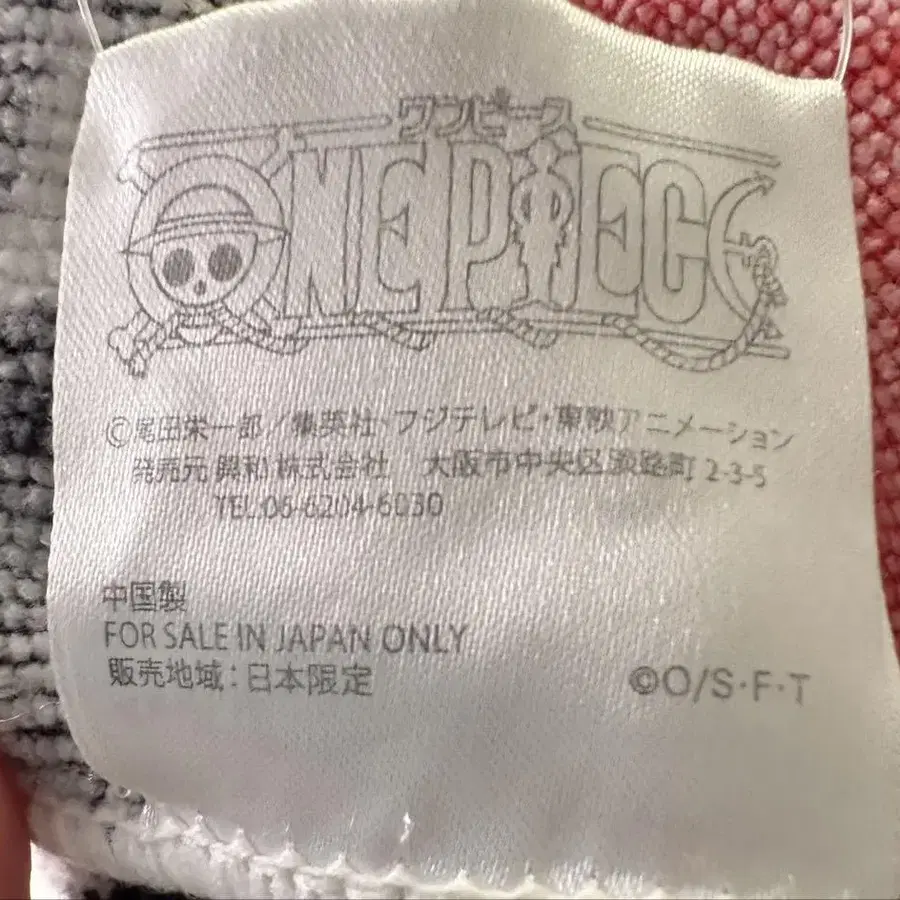 ワンピース
ONE PIECE
©尾田栄一郎/集英社・フジテレビ・東映アニメーション
発売元 興和株式会社 大阪市中央区淡路町 2-3-5
TEL:06-6204-6030
中国製
FOR SALE IN JAPAN ONLY
販売地域:日本限定
©O/S・F・T